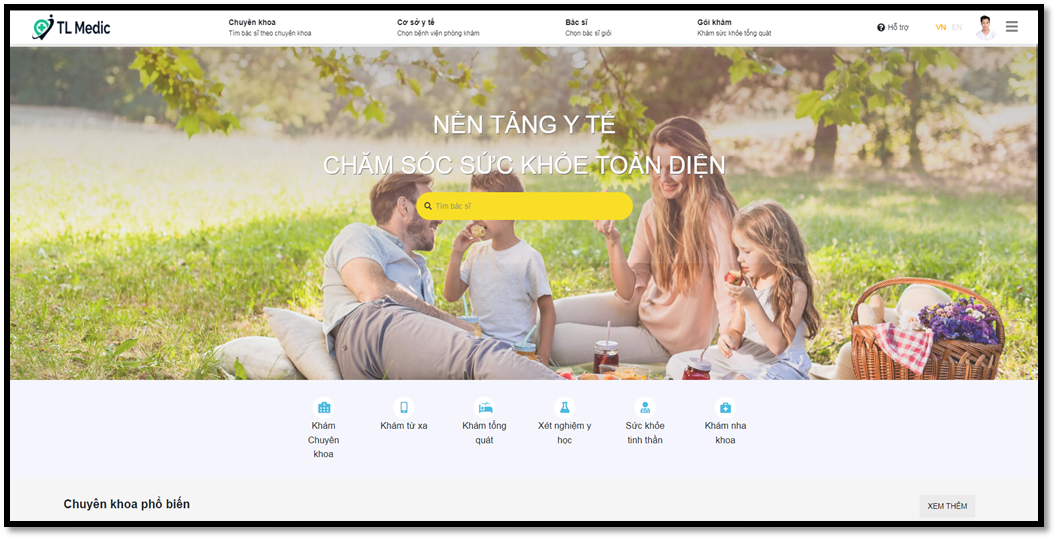 TL Medic
Chuyên khoa
Tìm bác sĩ theo chuyên khoa
Cơ sở y tế
Chọn bệnh viện phòng khám
Bác sĩ
Chọn bác sĩ giỏi
Gói khám
Khám sức khỏe tổng quát
Hỗ trợ
VN EN
NỀN TẢNG Y TẾ
CHĂM SÓC SỨC KHỎE TOÀN DIỆN
Tìm bác sĩ
Khám
Chuyên
khoa
Khám từ xa
Khám tổng
quát
Xét nghiệm y
học
Sức khỏe
tinh thần
Khám nha
khoa
Chuyên khoa phổ biến
XEM THÊM